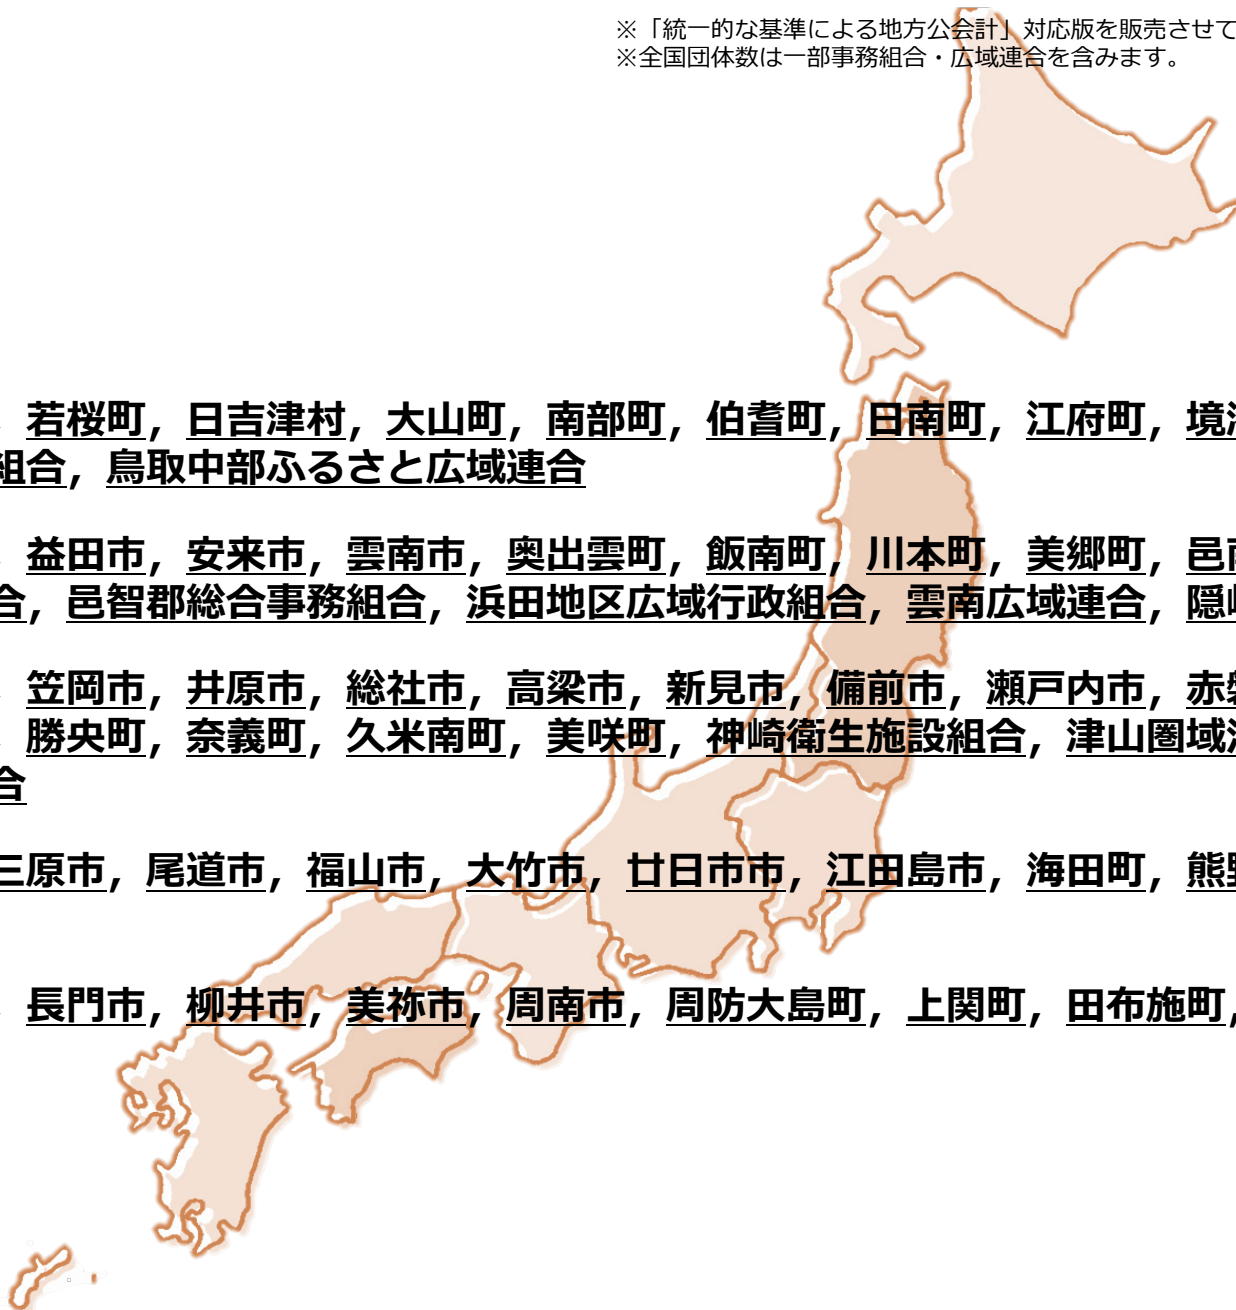 ※「統一的な基準による地方公会計」対応版を販売させて
※全国団体数は一部事務組合・広域連合を含みます。
若桜町，日吉津村，大山町，南部町，伯耆町，日南町，江府町，境
組合，鳥取中部ふるさと広域連合
益田市，安来市，雲南市，奥出雲町，飯南町，川本町，美郷町，邑
合，邑智郡総合事務組合，浜田地区広域行政組合，雲南広域連合，隠
笠岡市，井原市，総社市，高梁市，新見市，備前市，瀬戸内市，赤
勝央町，奈義町，久米南町，美咲町，神崎衛生施設組合，津山圏域
合
三原市，尾道市，福山市，大竹市，廿日市市，江田島市，海田町，熊
長門市，柳井市，美祢市，周南市，周防大島町，上関町，田布施町，